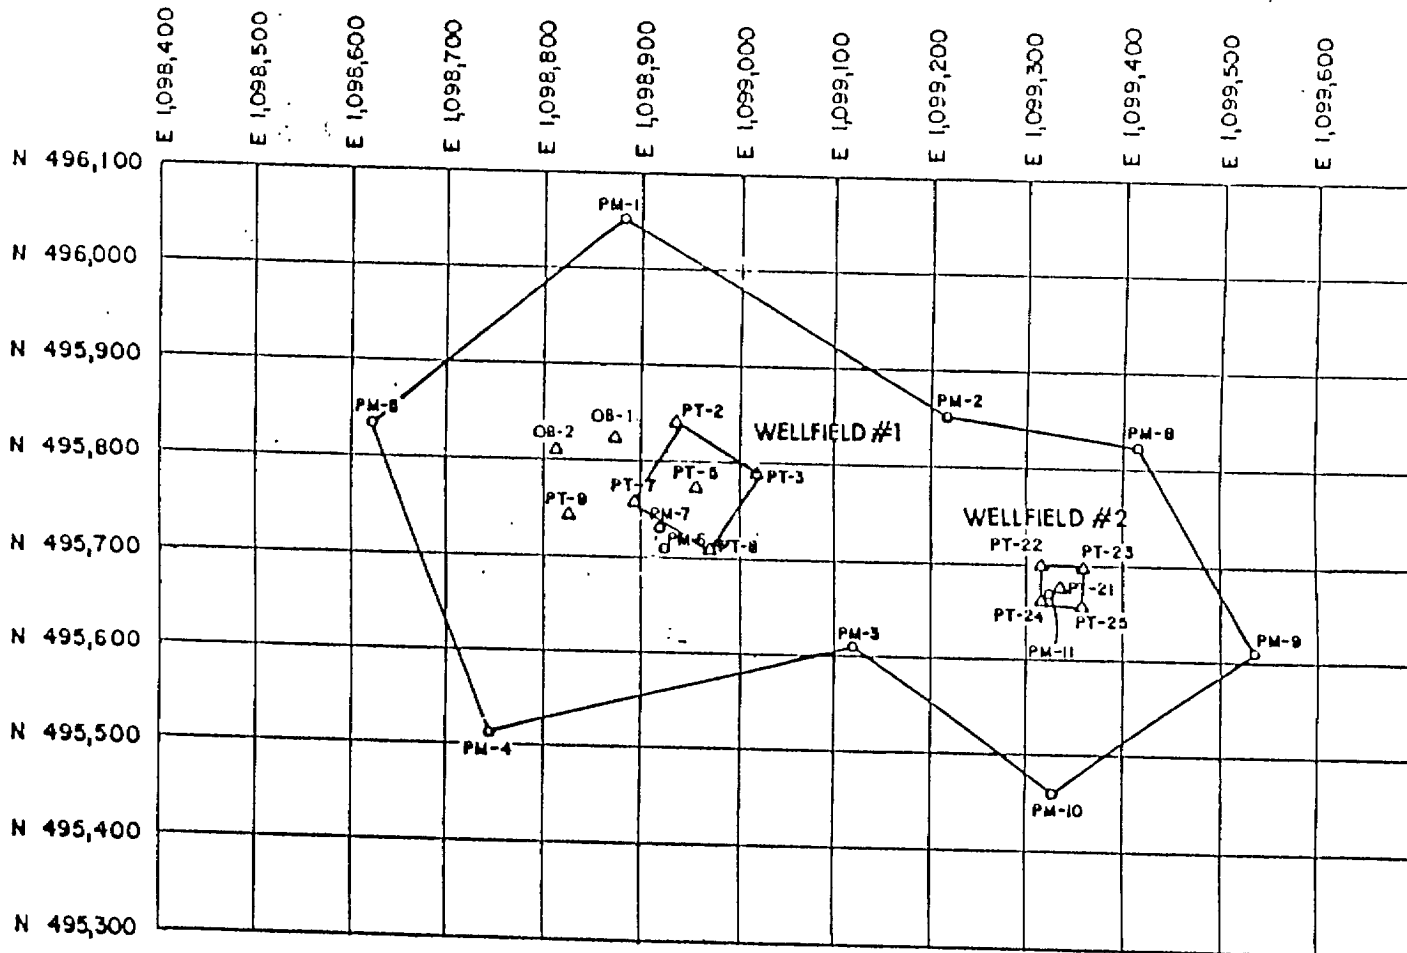 E 1,098,400
E 1,098,500
E 1,098,600
E 1,098,700
E 1,098,800
E 1,098,900
E 1,099,000
E 1,099,100
E 1,099,200
E 1,099,300
E 1,099,400
E 1,099,500
E 1,099,600
N 496,100
PM-1
N 496,000
N 495,900
PM-5
OB-1
PT-2
PM-2
OB-2
WELLFIELD #1
PM-8
N 495,800
PT-5
PT-3
PT-7
PT-9
PM-7
WELLFIELD #2
N 495,700
PM-6
PT-8
PT-22
PT-23
PT-21
PT-24
PT-25
N 495,600
PM-3
PM-11
PM-9
N 495,500
PM-4
PM-10
N 495,400
N 495,300